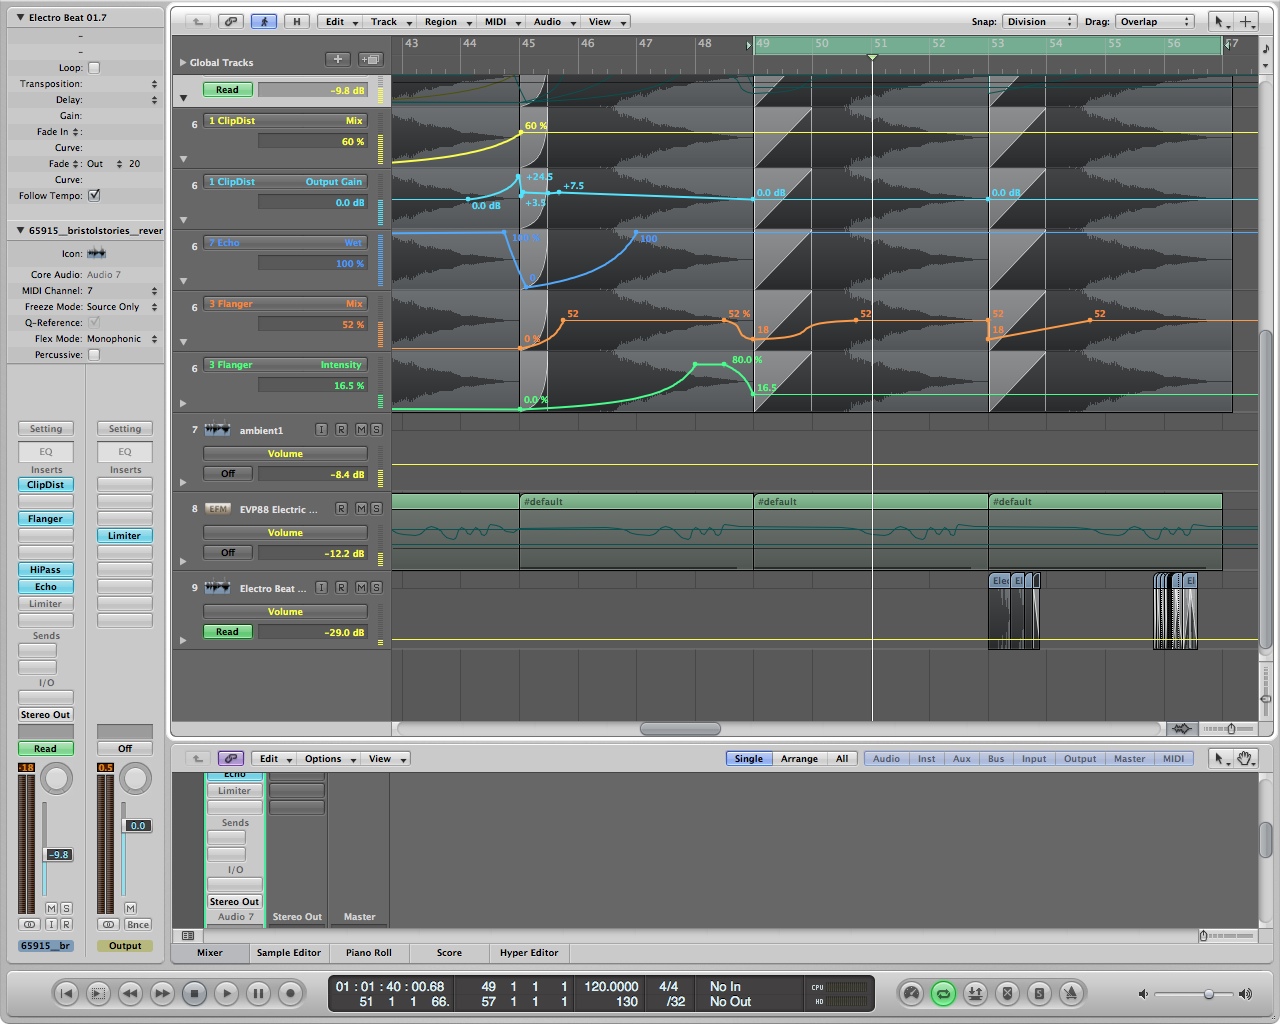 Electro Beat 01.7
Loop:
Transposition:
Delay:
Gain:
Fade In :
Curve:
Fade : Out 20
Curve:
Follow Tempo:
65915__bristolstories__rever
Icon:
Core Audio: Audio 7
MIDI Channel: 7
Freeze Mode: Source Only
Q-Reference:
Flex Mode: Monophonic
Percussive:
Setting Setting
EQ EQ
Inserts Inserts
ClipDist
Flanger
Limiter
HiPass
Echo
Limiter
Sends
I/O
Stereo Out
Read Off
-18 0.5
0.0
-9.8
M S M
I R Bnce
65915__br Output
H Edit Track Region MIDI Audio View Snap: Division Drag: Overlap
43 44 45 46 47 48 49 50 51 52 53 54 55 56 57
Global Tracks
Read -9.8 dB
6 1 ClipDist Mix
60 %
60 %
6 1 ClipDist Output Gain
0.0 dB
0.0 dB +24.5 +3.5 +7.5 0.0 dB 0.0 dB
6 7 Echo Wet
100 %
100 % 0 100
6 3 Flanger Mix
52 %
0 % 52 52 % 18 52 52 18 52
6 3 Flanger Intensity
16.5 %
0.0 % 80.0 % 16.5
7 ambient1 I R M S
Volume
Off -8.4 dB
8 EFM EVP88 Electric ... R M S
Volume
Off -12.2 dB
#default #default #default
9 Electro Beat ... I R M S
Volume
Read -29.0 dB
Elec El El
Edit Options View Single Arrange All Audio Inst Aux Bus Input Output Master MIDI
Echo
Limiter
Sends
I/O
Stereo Out
Audio 7 Stereo Out Master
Mixer Sample Editor Piano Roll Score Hyper Editor
01 : 01 : 40 : 00.68 49 1 1 1 120.0000 4/4 No In CPU
51 1 1 66. 57 1 1 1 130 /32 No Out HD
S